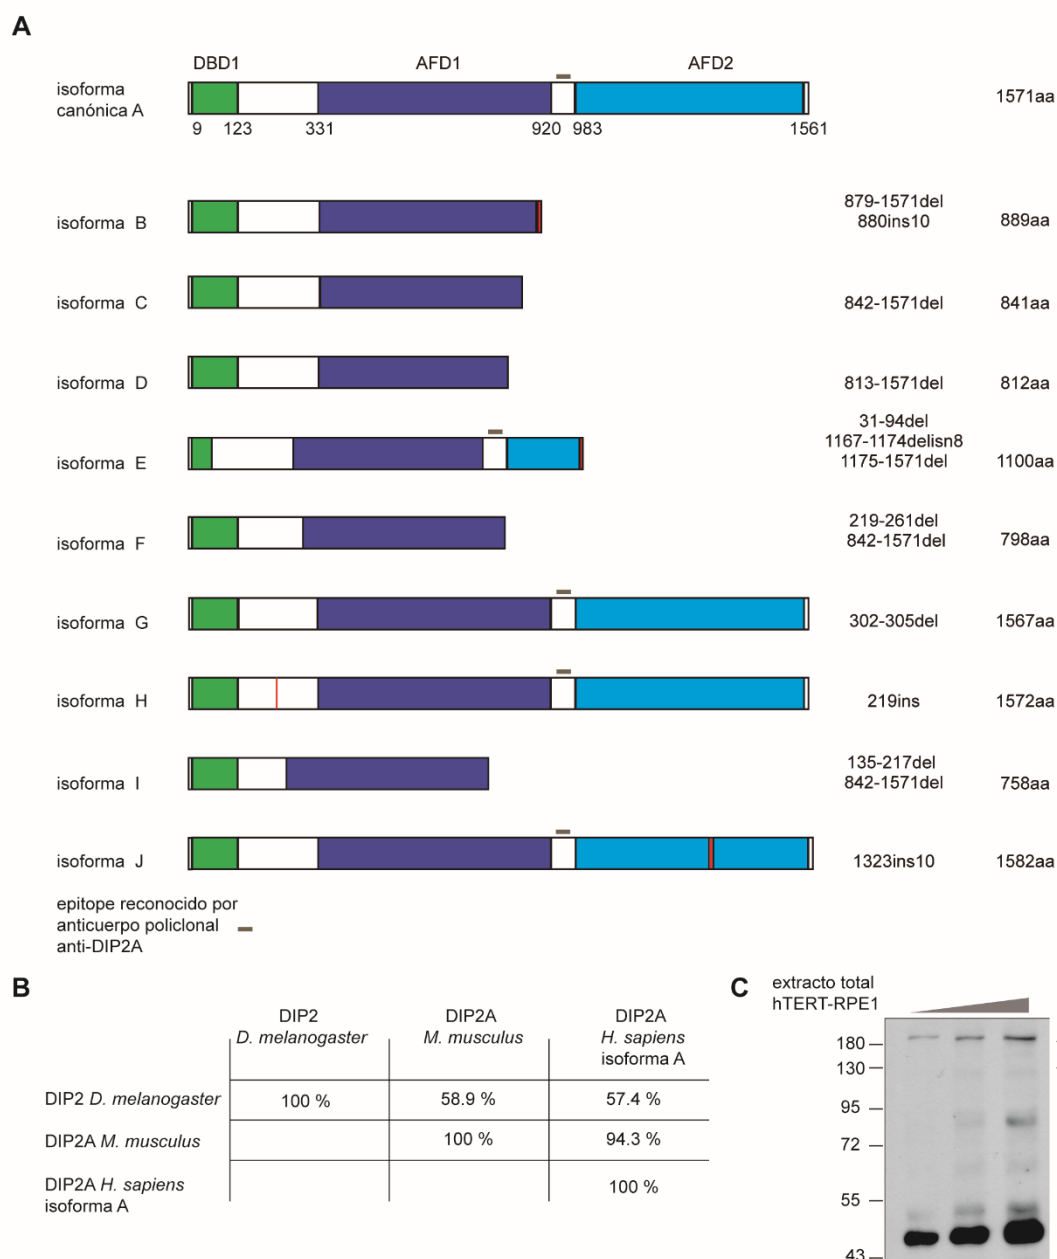 A
DBD1 AFD1 AFD2
isoforma
canónica A
1571aa
9 123 331 920 983 1561
isoforma B
879-1571del
880ins10
889aa
isoforma C
842-1571del
841aa
isoforma D
813-1571del
812aa
isoforma E
31-94del
1167-1174delisn8
1175-1571del
1100aa
isoforma F
219-261del
842-1571del
798aa
isoforma G
302-305del
1567aa
isoforma H
219ins
1572aa
isoforma I
135-217del
842-1571del
758aa
isoforma J
1323ins10
1582aa
epitope reconocido por
anticuerpo policlonal
anti-DIP2A
B
DIP2
D. melanogaster
DIP2A
M. musculus
DIP2A
H. sapiens
isoforma A
DIP2 D. melanogaster 100 % 58.9 % 57.4 %
DIP2A M. musculus 100 % 94.3 %
DIP2A H. sapiens
isoforma A
100 %
C
extracto total
hTERT-RPE1
180
130
95
72
55
43